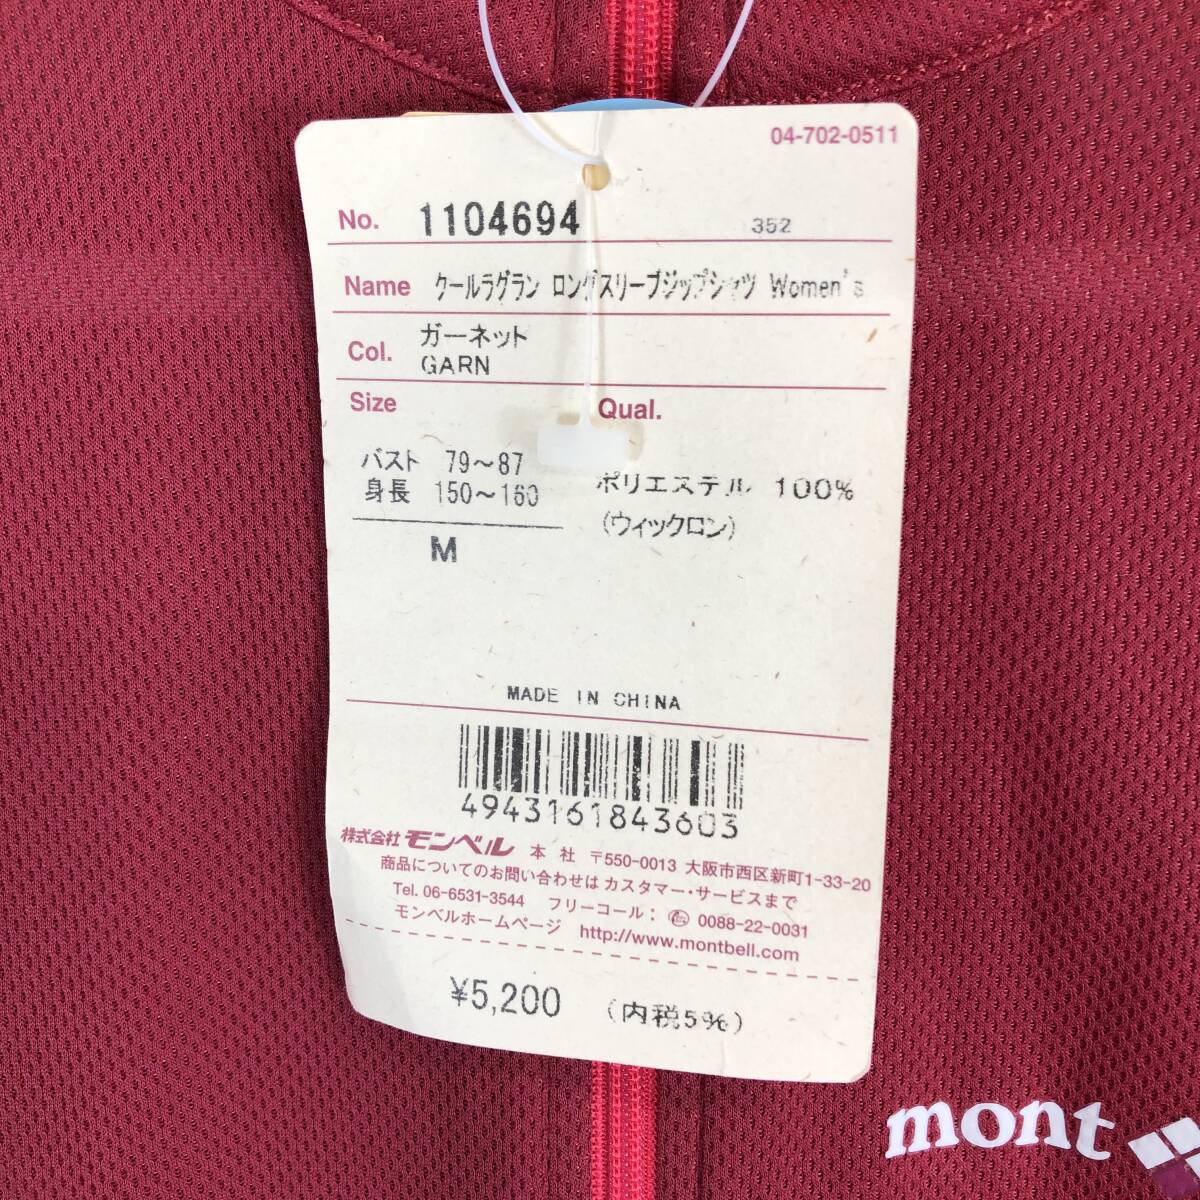 04-702-0511
No. 1104694 352
Name クールラグラン ロングスリーブジップシャツ Women's
Col. ガーネット
GARN
Size
バスト 79～87
身長 150～160
M
Qual.
ポリエステル 100%
(ウィックロン)
MADE IN CHINA
4943161843603
株式会社 モンベル 本社 〒550-0013 大阪市西区新町1-33-20
商品についてのお問い合わせは カスタマー・サービスまで
Tel. 06-6531-3544 フリーコール： 0088-22-0031
モンベルホームページ http://www.montbell.com
¥5,200 (内税5%)
mont